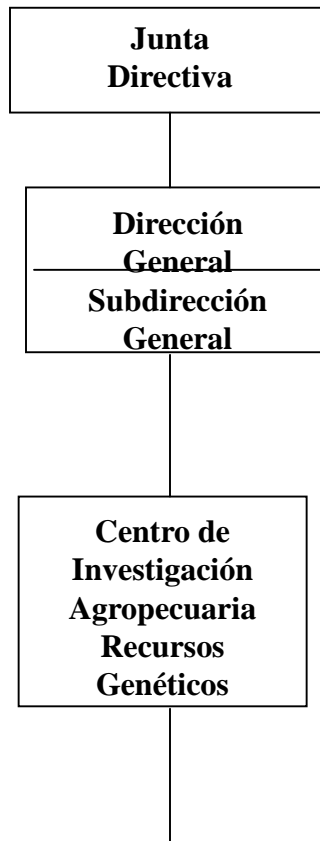 Junta
Directiva
Dirección
General
Subdirección
General
Centro de
Investigación
Agropecuaria
Recursos
Genéticos